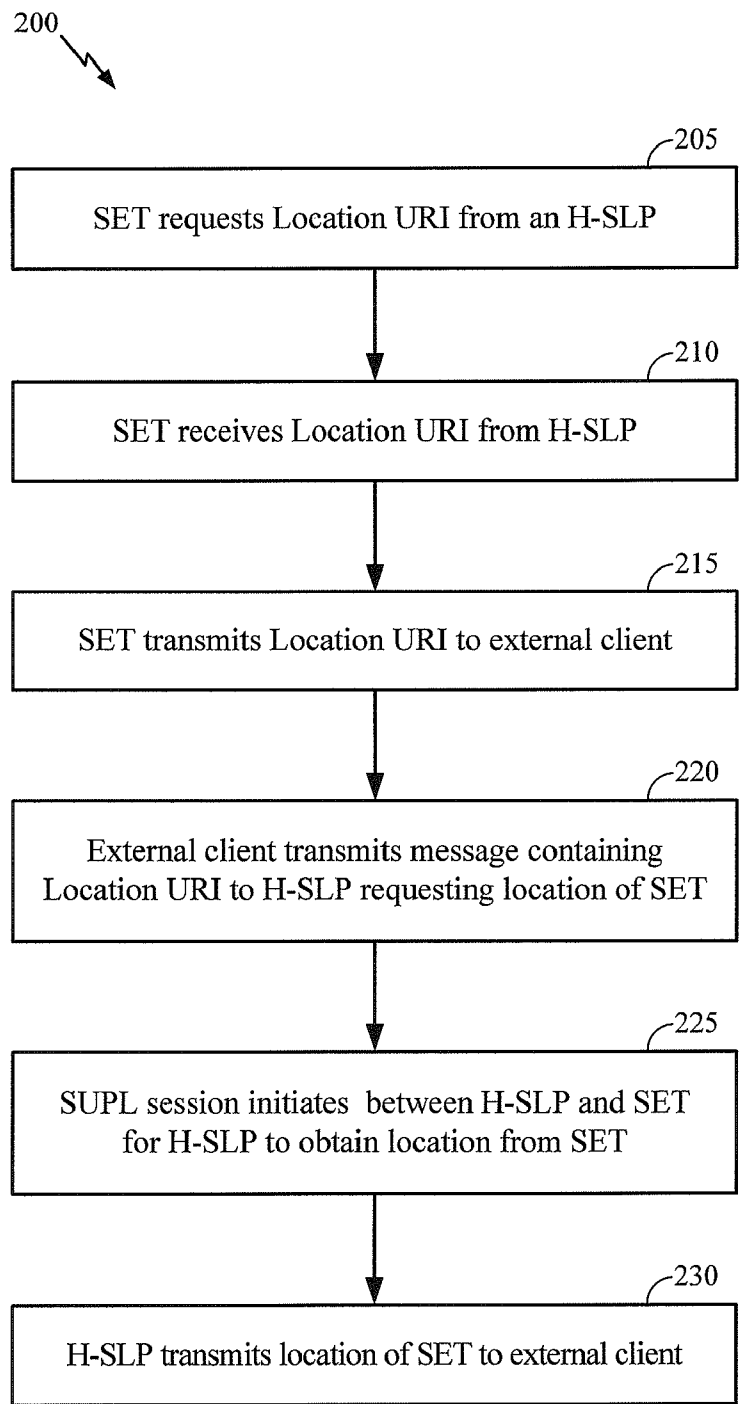 200
205
SET requests Location URI from an H-SLP
210
SET receives Location URI from H-SLP
215
SET transmits Location URI to external client
220
External client transmits message containing
Location URI to H-SLP requesting location of SET
225
SUPL session initiates between H-SLP and SET
for H-SLP to obtain location from SET
230
H-SLP transmits location of SET to external client